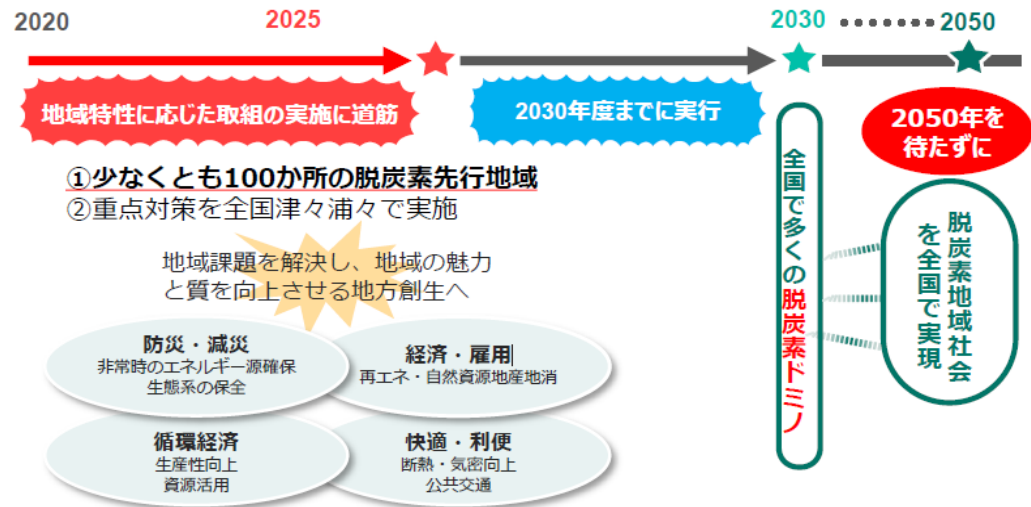 2020
2025
2030
2050
地域特性に応じた取組の実施に道筋
2030年度までに実行
2050年を
待たずに
①少なくとも100か所の脱炭素先行地域
②重点対策を全国津々浦々で実施
地域課題を解決し、地域の魅力
と質を向上させる地方創生へ
防災・減災
非常時のエネルギー源確保
生態系の保全
経済・雇用
再エネ・自然資源地産地消
循環経済
生産性向上
資源活用
快適・利便
断熱・気密向上
公共交通
全国で多くの脱炭素ドミノ
脱炭素地域社会
を全国で実現